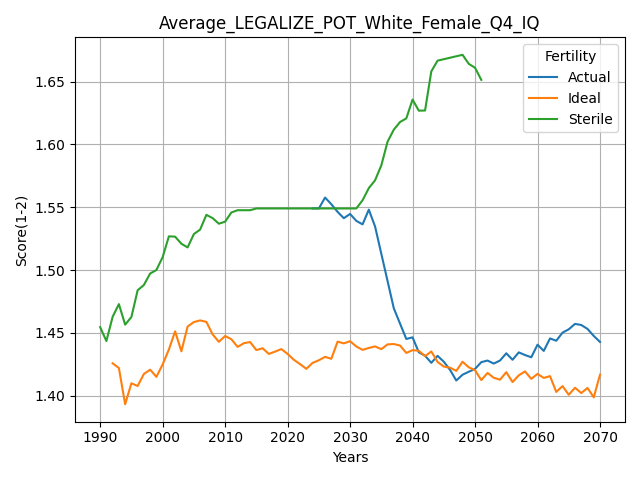 Average_LEGALIZE_POT_White_Female_Q4_IQ
Fertility
Actual
Ideal
Sterile
Score(1-2)
1.65
1.60
1.55
1.50
1.45
1.40
1990 2000 2010 2020 2030 2040 2050 2060 2070
Years